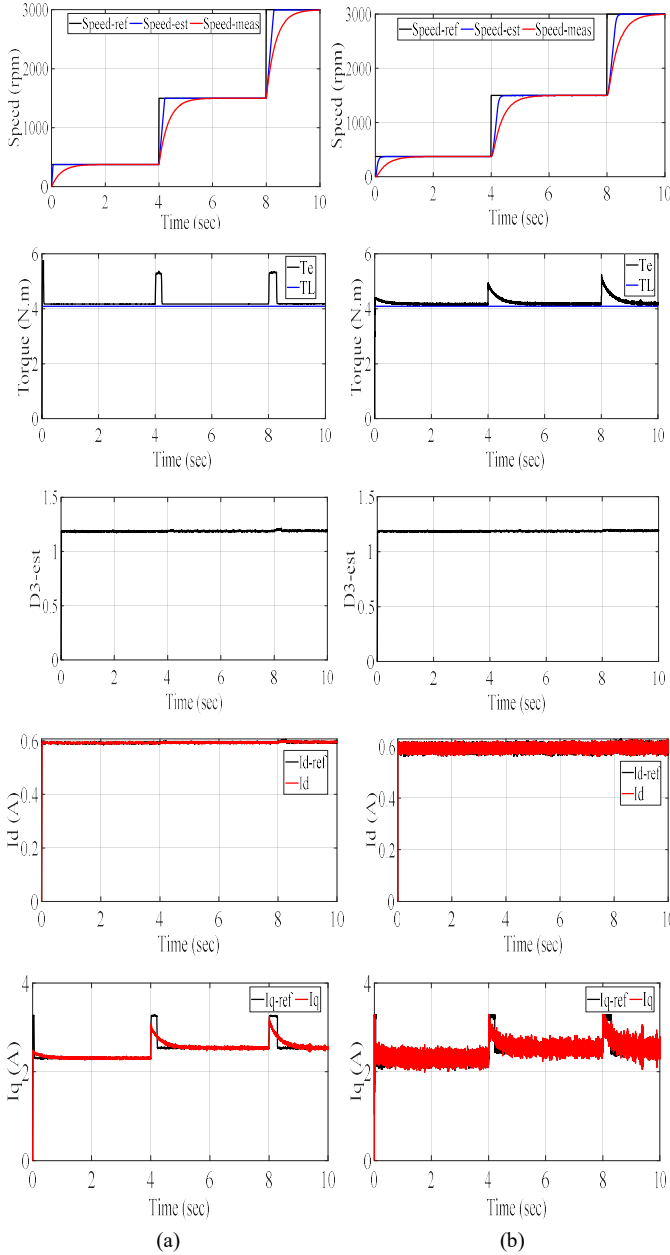 3000
2000
1000
0
Speed (rpm)
Speed-ref Speed-est Speed-meas
0 2 4 6 8 10
Time (sec)
3000
2000
1000
0
Speed (rpm)
Speed-ref Speed-est Speed-meas
0 2 4 6 8 10
Time (sec)
6
4
2
0
Torque (N.m)
Te
TL
0 2 4 6 8 10
Time (sec)
6
4
2
0
Torque (N.m)
Te
TL
0 2 4 6 8 10
Time (sec)
1.5
1
0.5
0
D3-est
0 2 4 6 8 10
Time (sec)
1.5
1
0.5
0
D3-est
0 2 4 6 8 10
Time (sec)
0.6
0.4
0.2
0
Id (A)
Id-ref
Id
0 2 4 6 8 10
Time (sec)
0.6
0.4
0.2
0
Id (A)
Id-ref
Id
0 2 4 6 8 10
Time (sec)
4
2
0
Iq (A)
Iq-ref Iq
0 2 4 6 8 10
Time (sec)
4
2
0
Iq (A)
Iq-ref Iq
0 2 4 6 8 10
Time (sec)
(a)
(b)